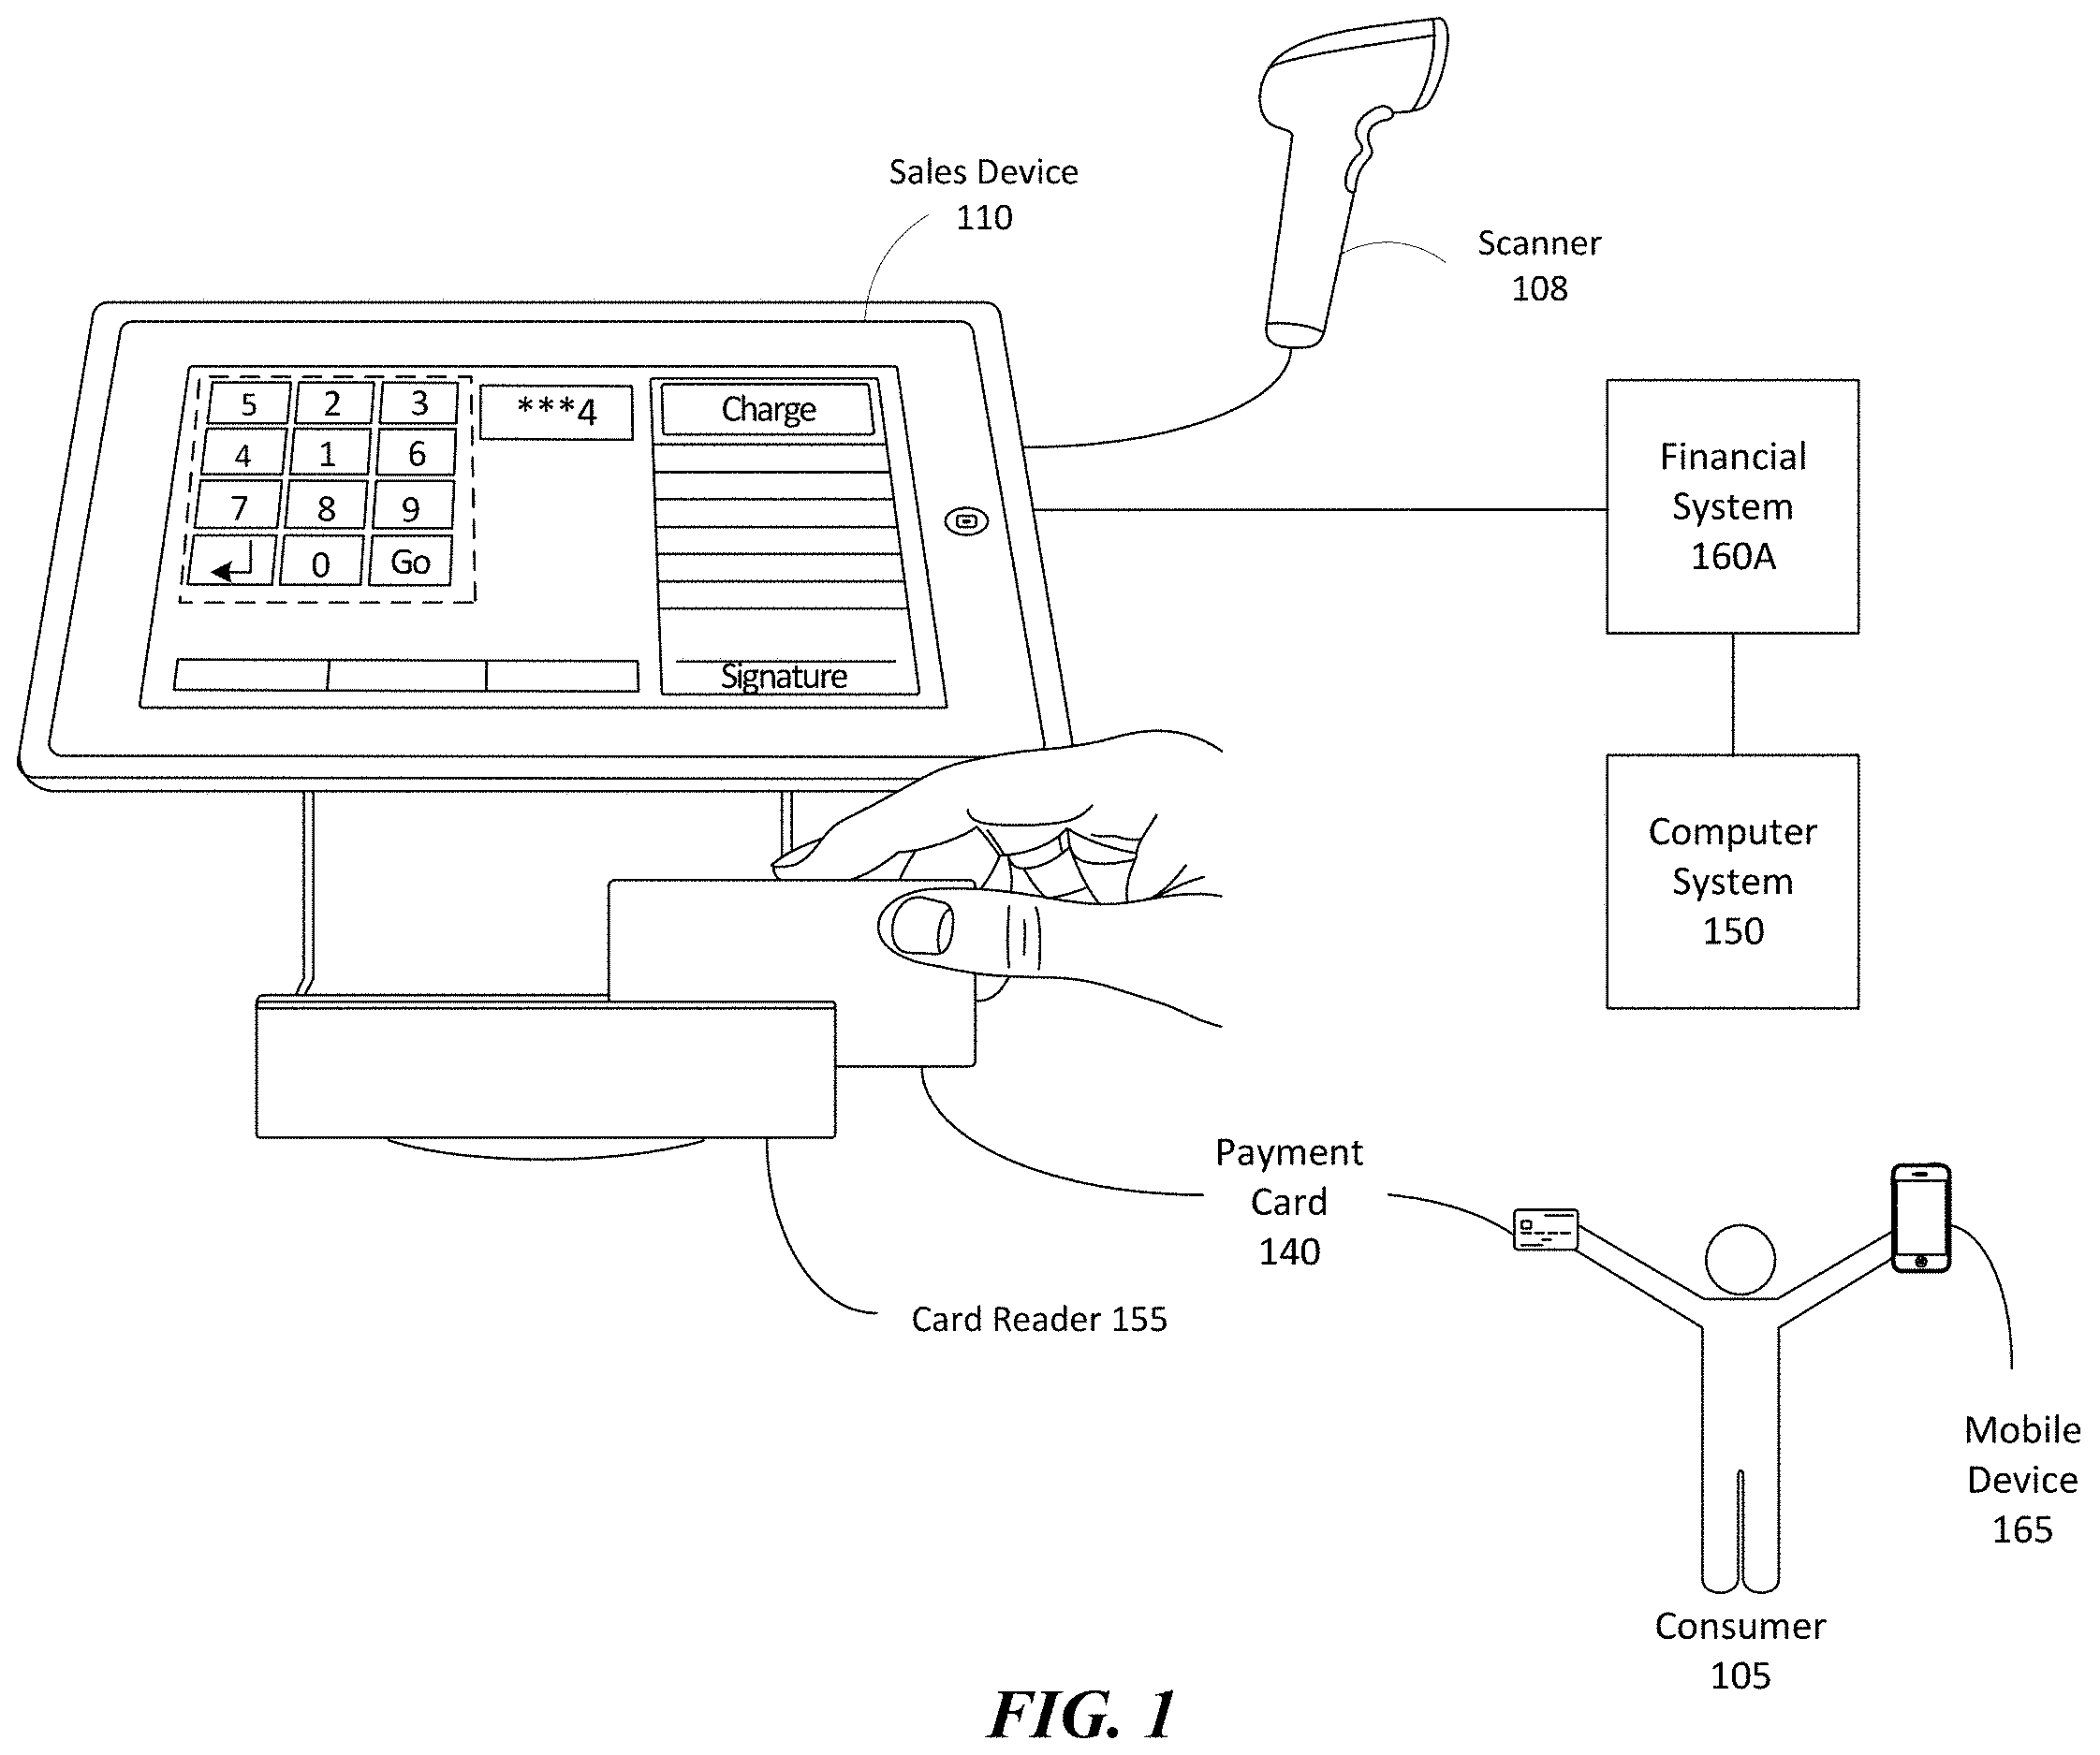 Sales Device
110
Scanner
108
5 2 3
4 1 6
7 8 9
0 Go
***4
Charge
Signature
Financial
System
160A
Computer
System
150
Payment
Card
140
Card Reader 155
Mobile
Device
165
Consumer
105
FIG. 1